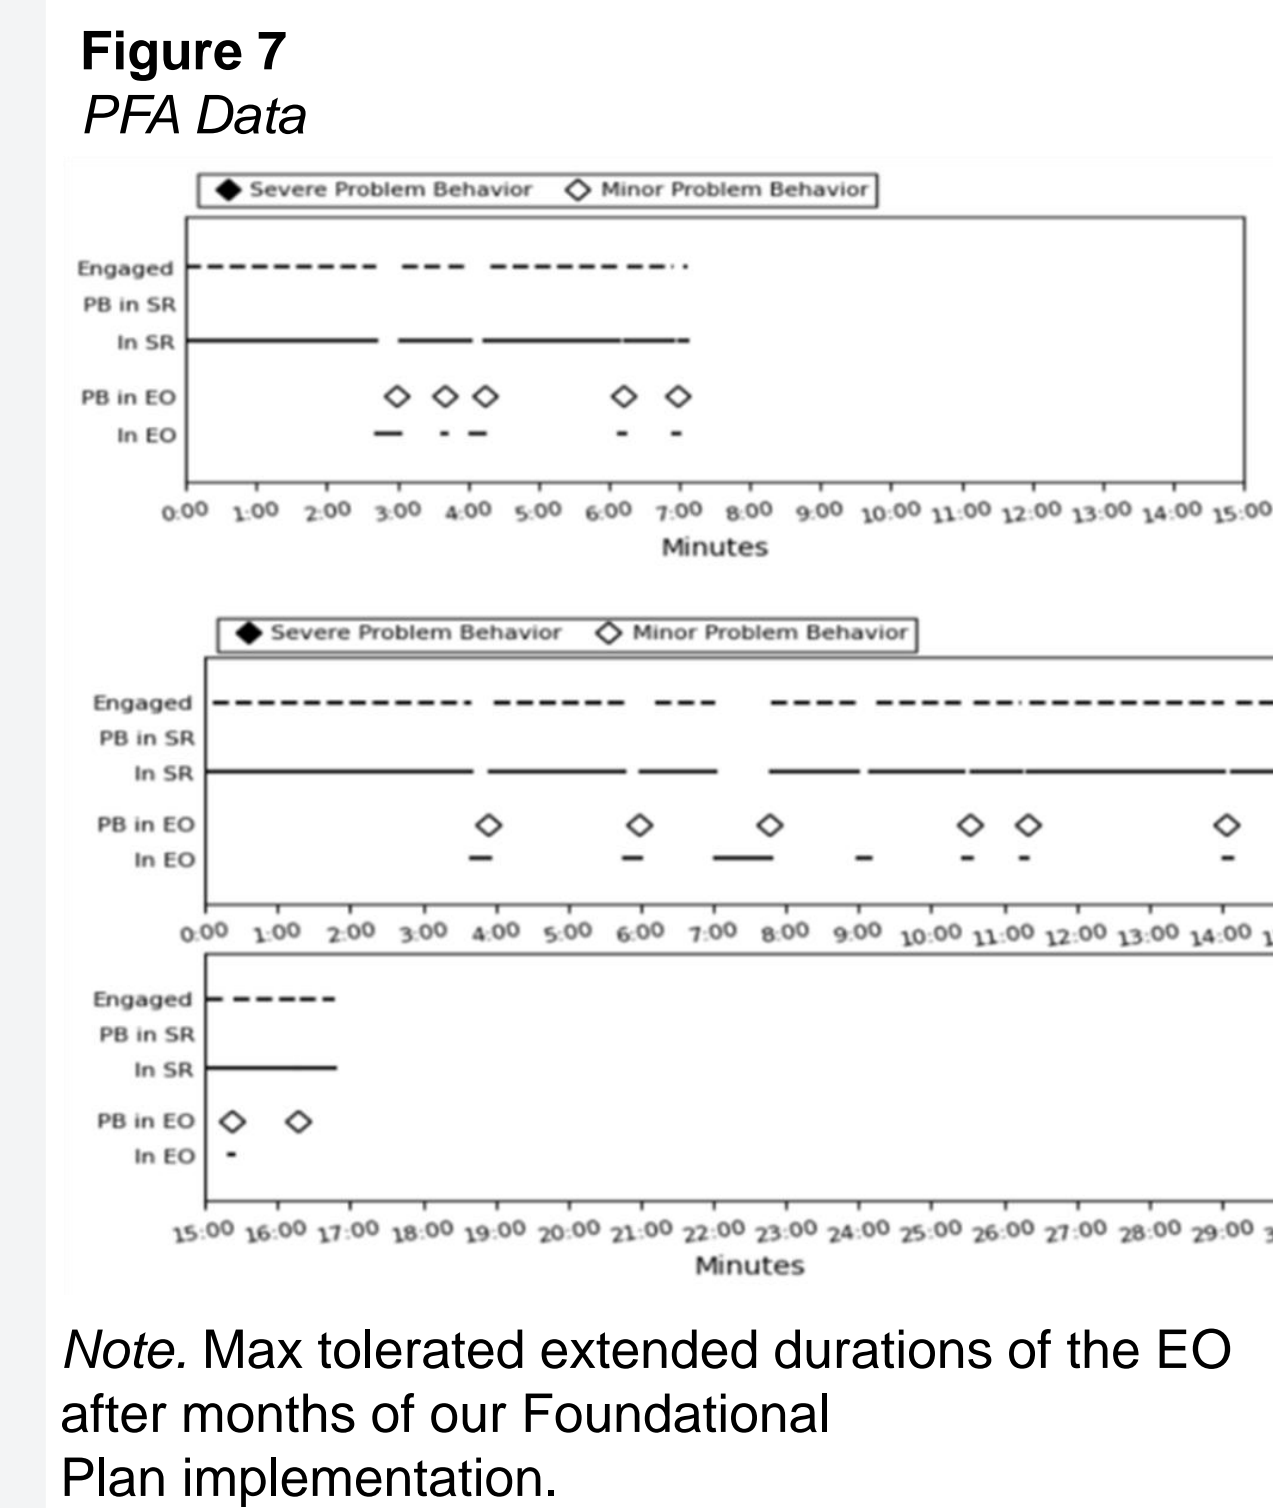 Figure 7
PFA Data
Severe Problem Behavior Minor Problem Behavior
Engaged
PB in SR
In SR
PB in EO
In EO
0:00 1:00 2:00 3:00 4:00 5:00 6:00 7:00 8:00 9:00 10:00 11:00 12:00 13:00 14:00 15:00
Minutes
Severe Problem Behavior Minor Problem Behavior
Engaged
PB in SR
In SR
PB in EO
In EO
0:00 1:00 2:00 3:00 4:00 5:00 6:00 7:00 8:00 9:00 10:00 11:00 12:00 13:00 14:00
Engaged
PB in SR
In SR
PB in EO
In EO
15:00 16:00 17:00 18:00 19:00 20:00 21:00 22:00 23:00 24:00 25:00 26:00 27:00 28:00 29:00
Minutes
Note. Max tolerated extended durations of the EO
after months of our Foundational
Plan implementation.